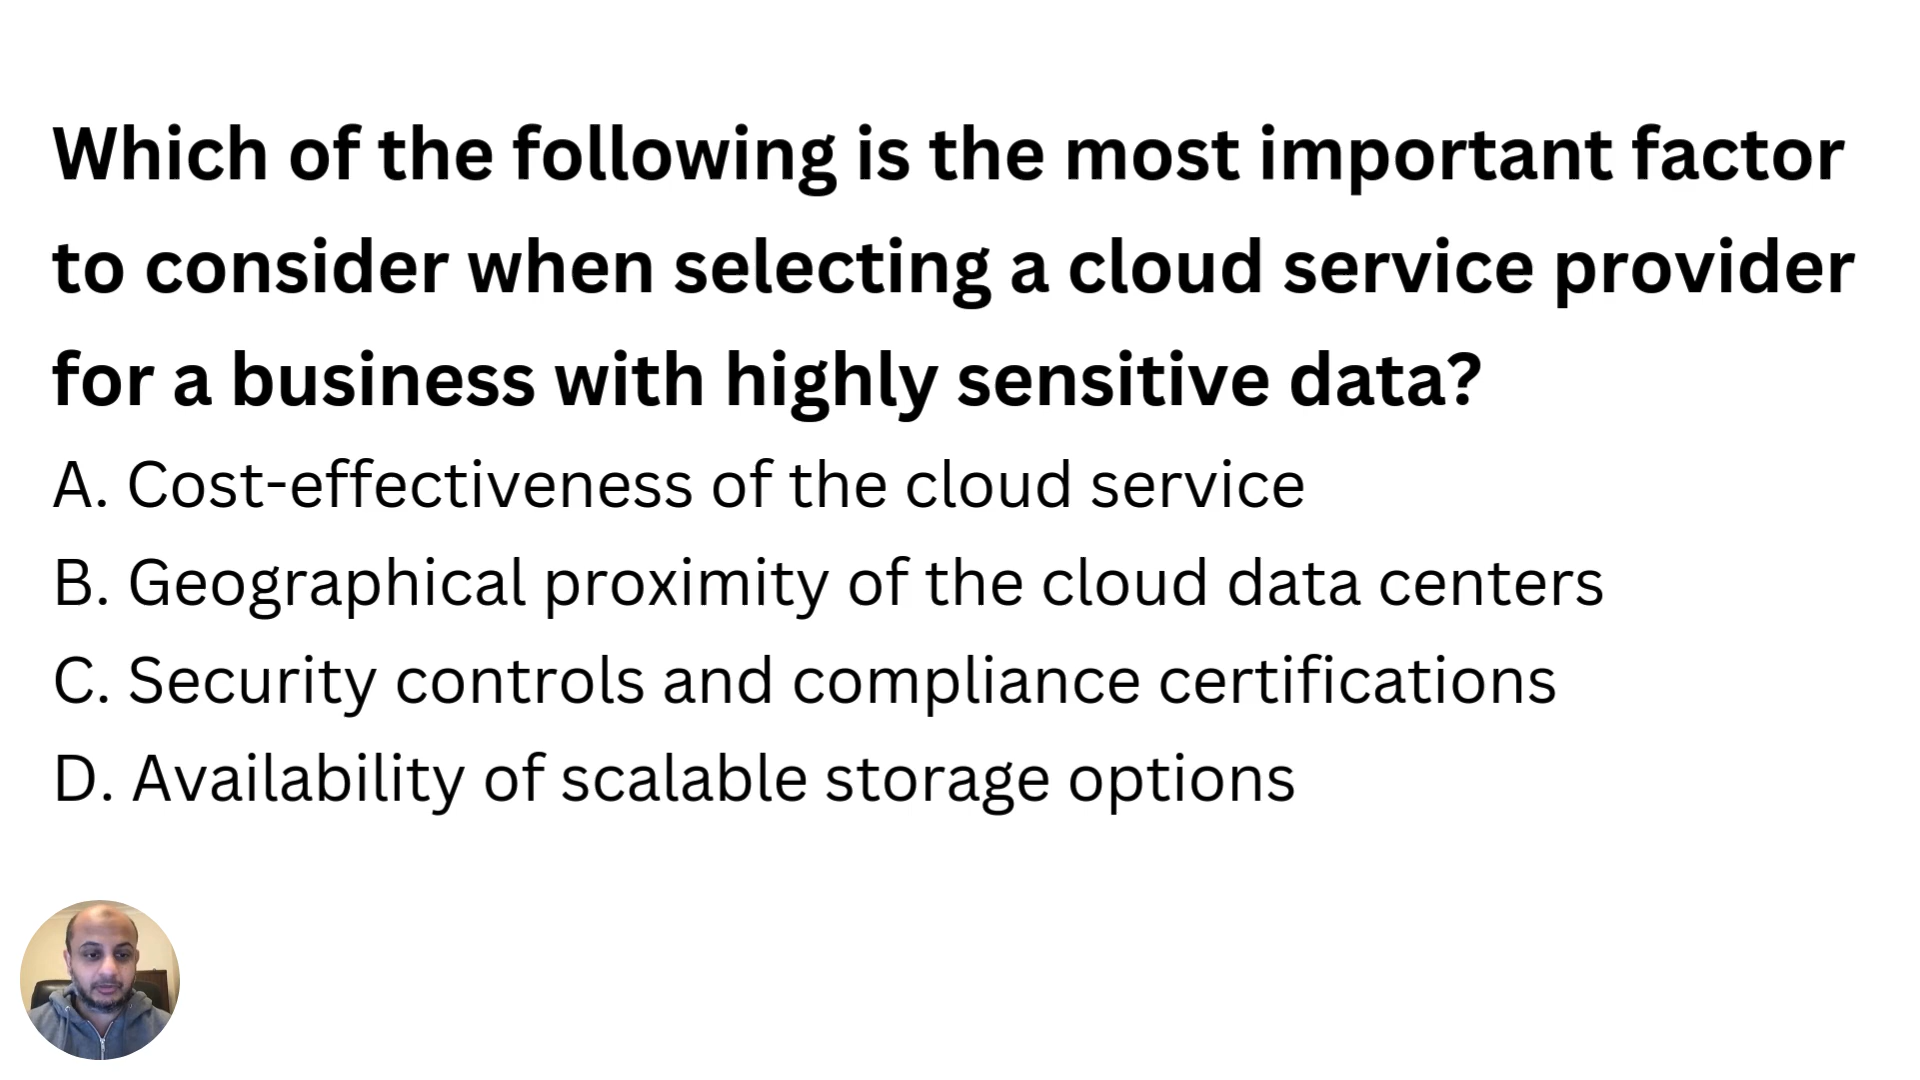 Which of the following is the most important factor
to consider when selecting a cloud service provider
for a business with highly sensitive data?
A. Cost-effectiveness of the cloud service
B. Geographical proximity of the cloud data centers
C. Security controls and compliance certifications
D. Availability of scalable storage options